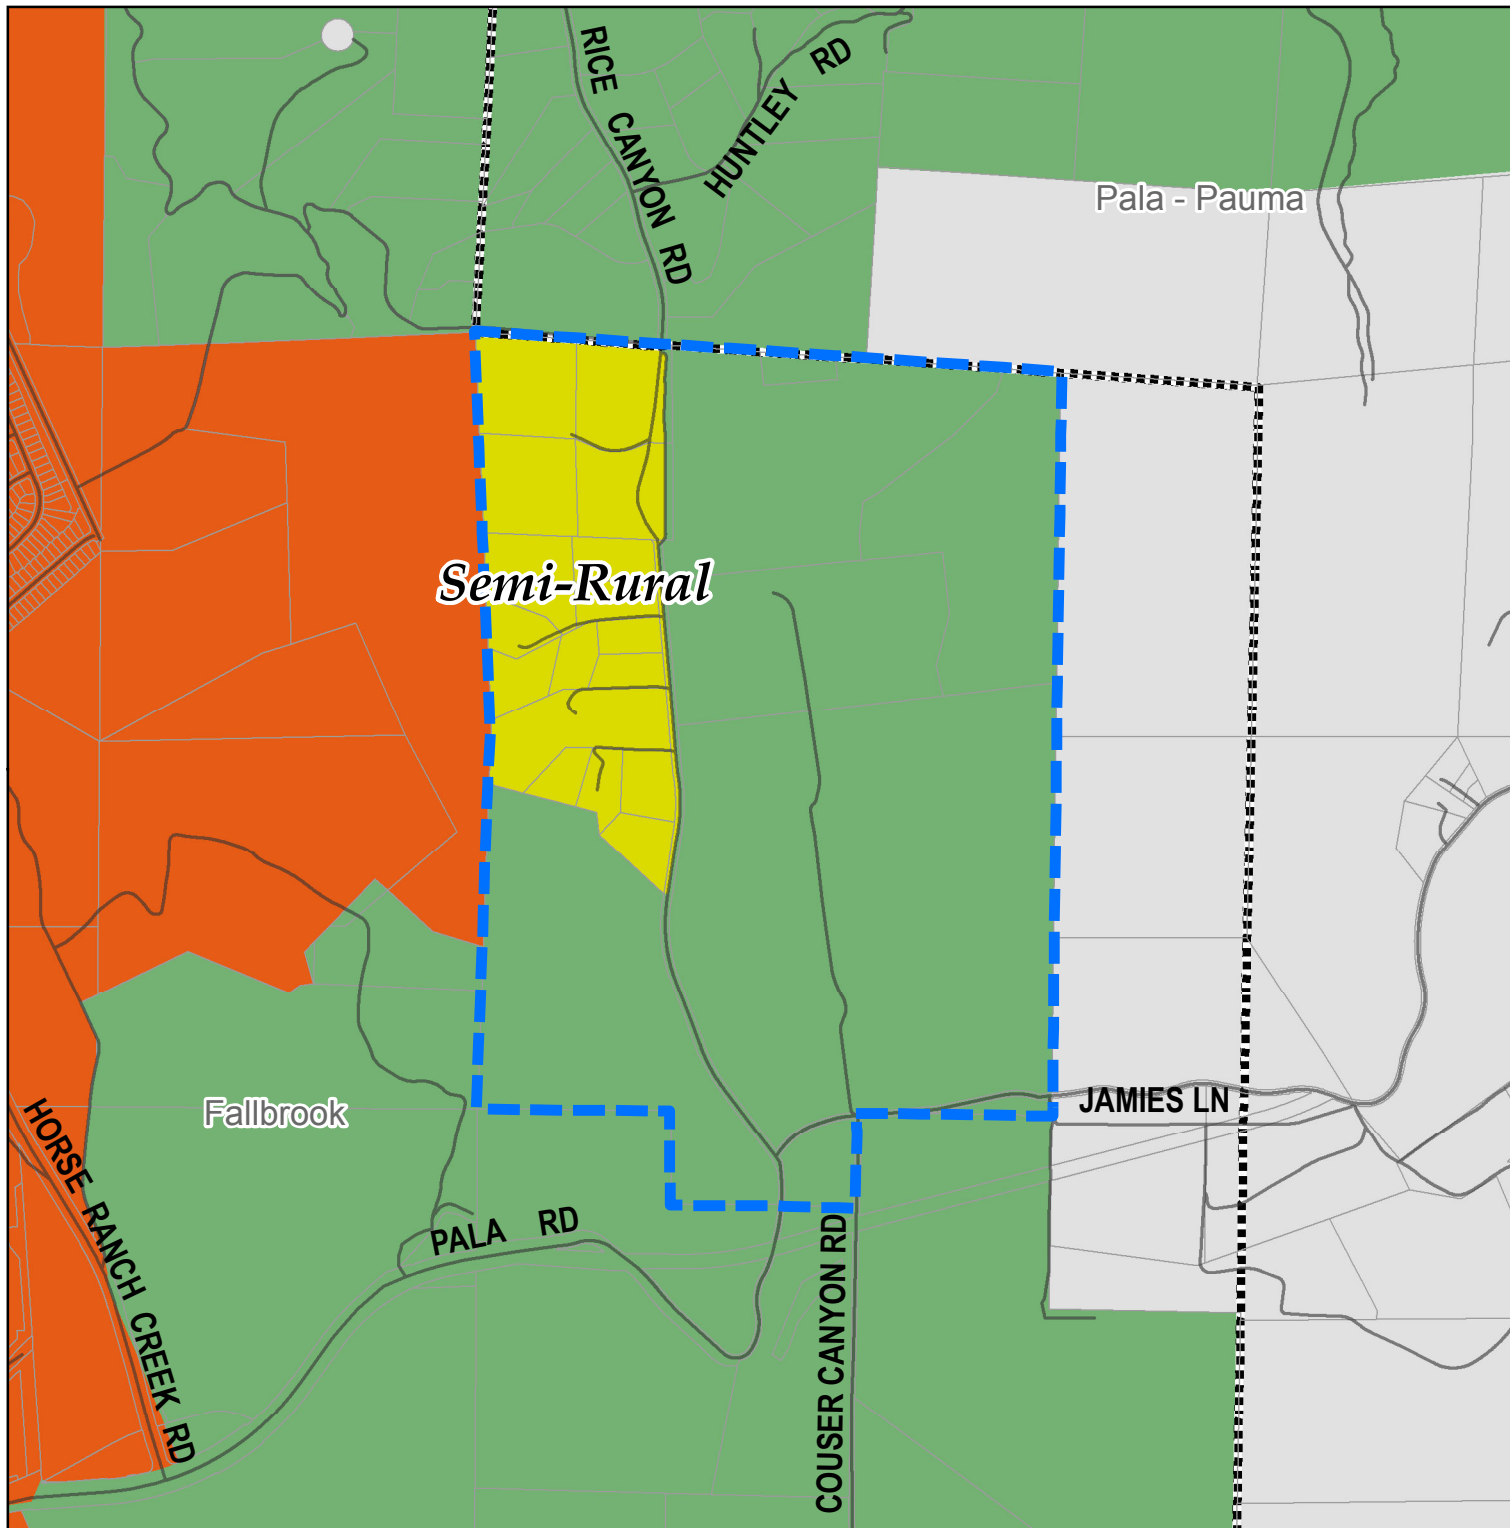 RICE CANYON RD
HUNTLEY RD
Pala - Pauma
Semi-Rural
JAMIES LN
Fallbrook
HORSE RANCH CREEK RD
PALA RD
COUSER CANYON RD